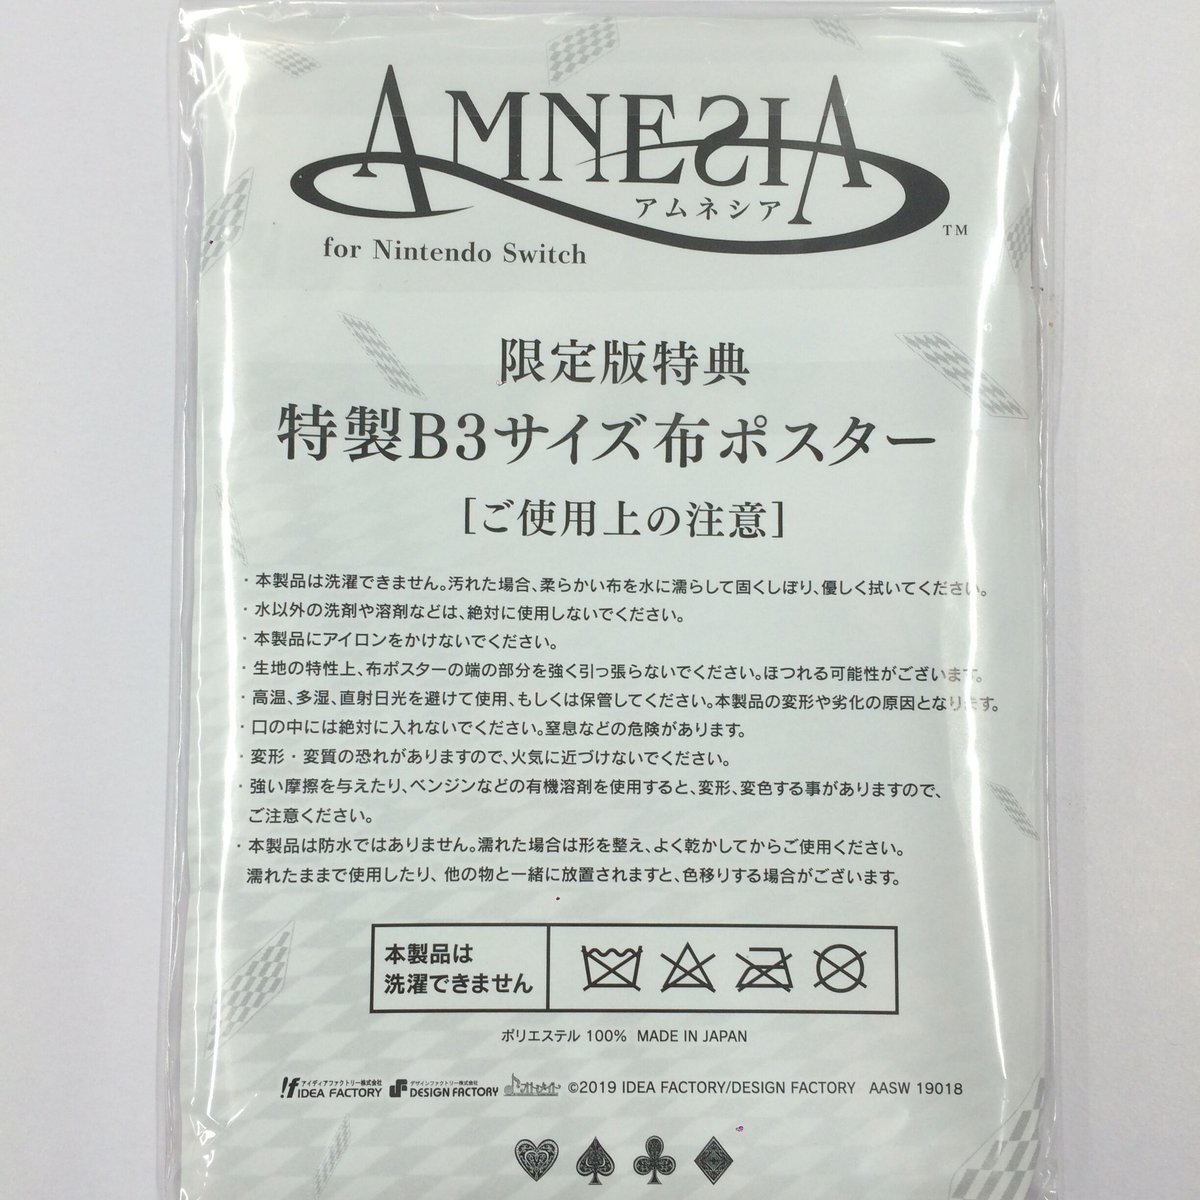 AMNESIA
アムネシア
TM
for Nintendo Switch
限定版特典
特製B3サイズ布ポスター
[ご使用上の注意]
・本製品は洗濯できません。汚れた場合、柔らかい布を水に濡らして固くしぼり、優しく拭いてください。
・水以外の洗剤や溶剤などは、絶対に使用しないでください。
・本製品にアイロンをかけないでください。
・生地の特性上、布ポスターの端の部分を強く引っ張らないでください。ほつれる可能性がございます。
・高温、多湿、直射日光を避けて使用、もしくは保管してください。本製品の変形や劣化の原因となります。
・口の中には絶対に入れないでください。窒息などの危険があります。
・変形・変質の恐れがありますので、火気に近づけないでください。
・強い摩擦を与えたり、ベンジンなどの有機溶剤を使用すると、変形、変色する事がありますので、
ご注意ください。
・本製品は防水ではありません。濡れた場合は形を整え、よく乾かしてからご使用ください。
濡れたままで使用したり、他の物と一緒に放置されますと、色移りする場合がございます。
本製品は
洗濯できません
ポリエステル 100% MADE IN JAPAN
アイディアファクトリー株式会社
IDEA FACTORY
デザインファクトリー株式会社
DESIGN FACTORY
オトメイト
©2019 IDEA FACTORY/DESIGN FACTORY AASW 19018